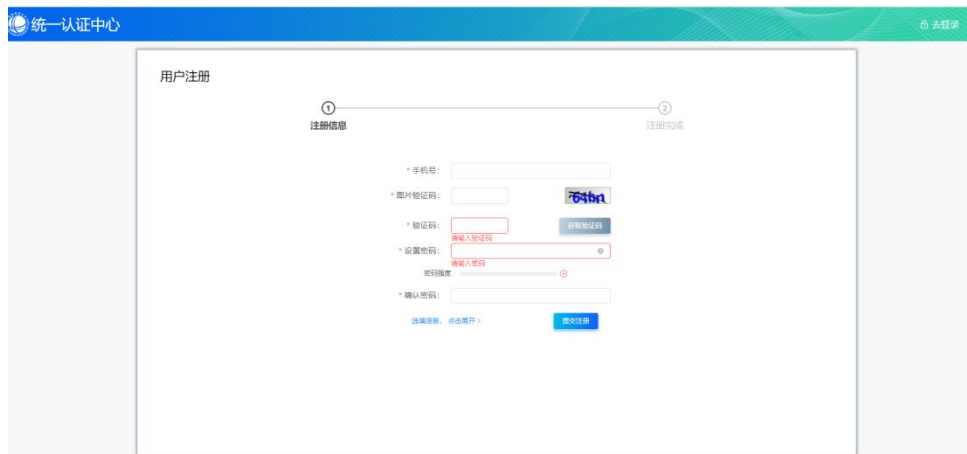 统一认证中心
去登录
用户注册
1
2
注册信息
注册完成
* 手机号：
* 图片验证码：
64bn
* 验证码：
获取验证码
请输入验证码
* 设置密码：
请输入密码
密码强度
* 确认密码：
选填信息，点击展开
提交注册